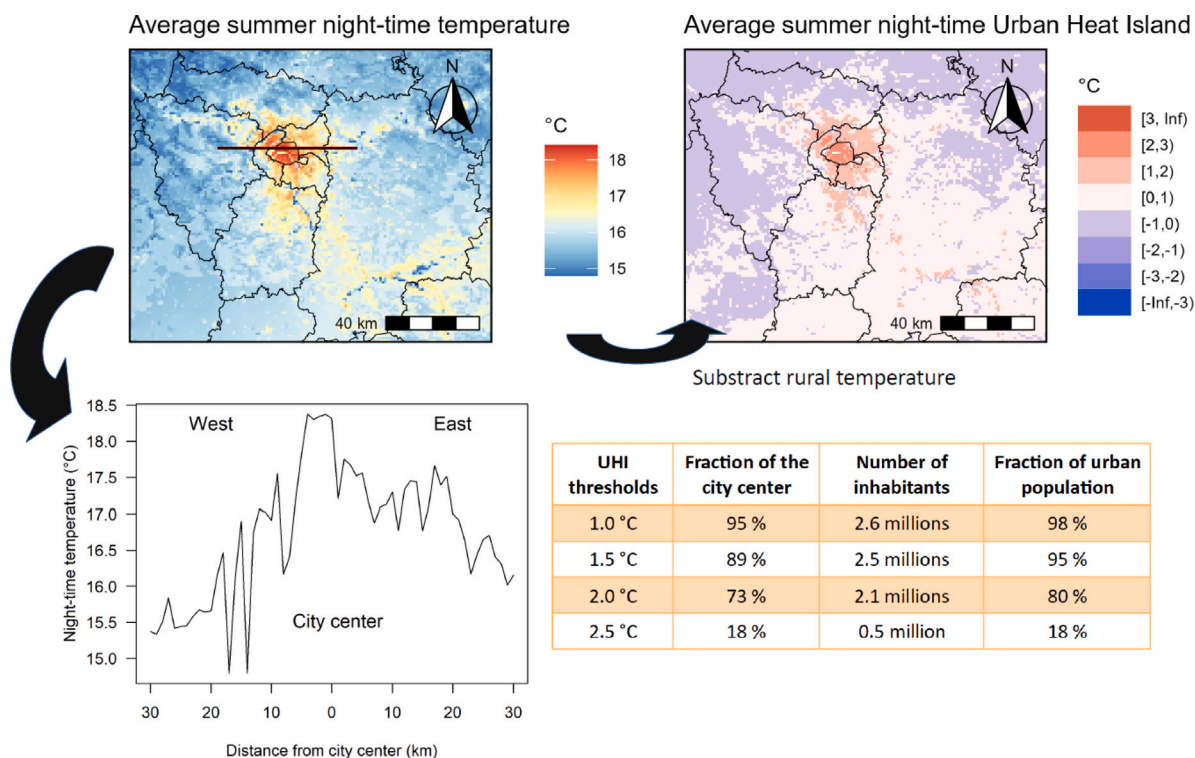 Average summer night-time temperature
N
°C
18
17
16
15
40 km
Average summer night-time Urban Heat Island
N
°C
[3, Inf)
[2,3)
[1,2)
[0,1)
[-1,0)
[-2,-1)
[-3,-2)
[-Inf,-3)
40 km
Substract rural temperature
Night-time temperature (°C)
18.5
18.0
17.5
17.0
16.5
16.0
15.5
15.0
West
East
City center
30 20 10 0 10 20 30
Distance from city center (km)
UHI thresholds Fraction of the city center Number of inhabitants Fraction of urban population
1.0 °C 95 % 2.6 millions 98 %
1.5 °C 89 % 2.5 millions 95 %
2.0 °C 73 % 2.1 millions 80 %
2.5 °C 18 % 0.5 million 18 %